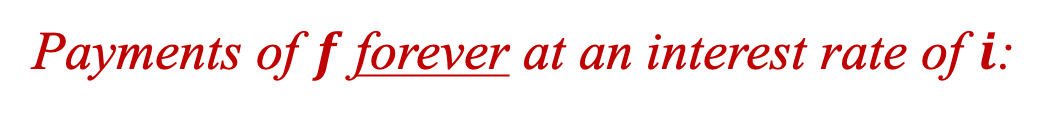 Payments of f forever at an interest rate of i: